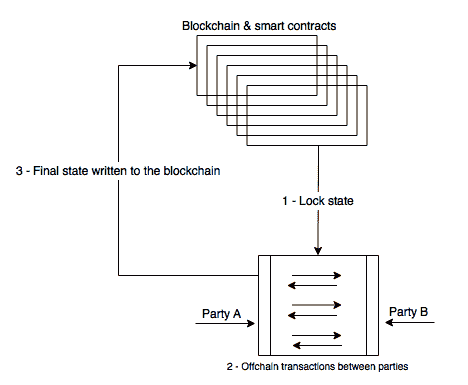 Blockchain & smart contracts
3 - Final state written to the blockchain
1 - Lock state
Party A
Party B
2 - Offchain transactions between parties